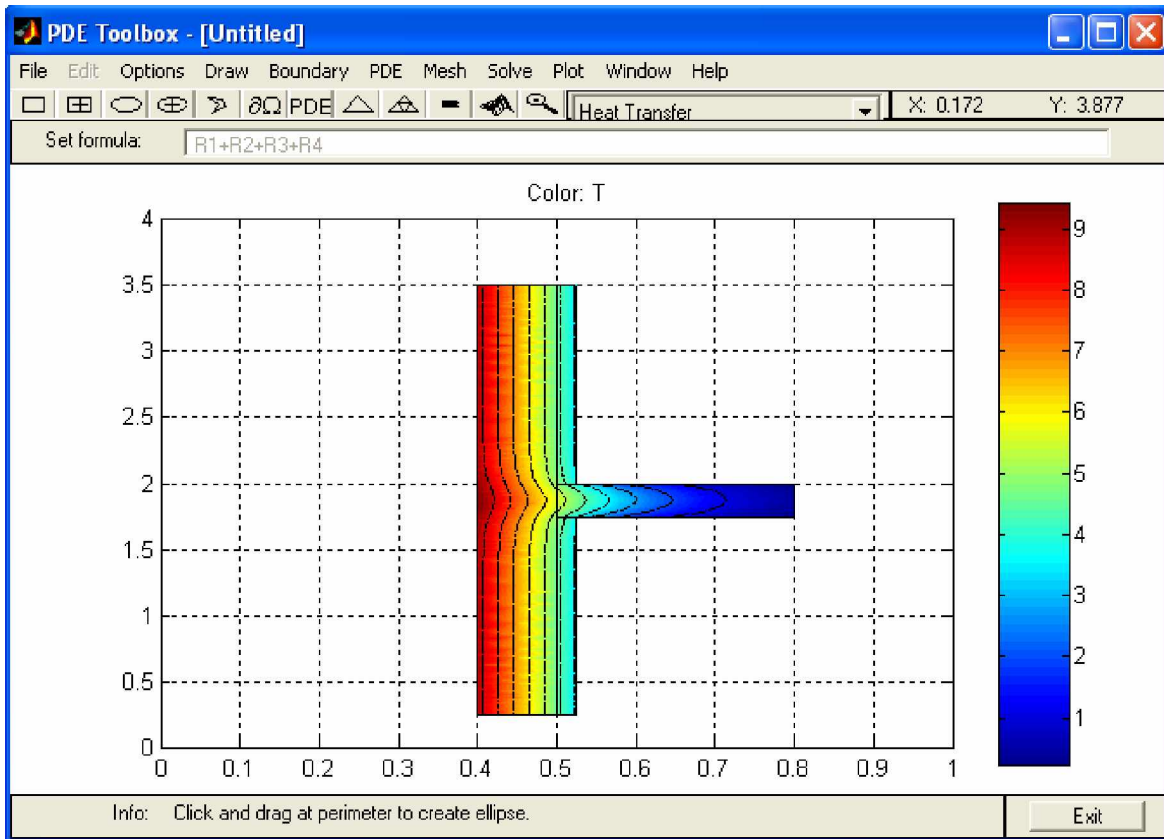 PDE Toolbox - [Untitled]
File Edit Options Draw Boundary PDE Mesh Solve Plot Window Help
∂Ω PDE = Heat Transfer X: 0.172 Y: 3.877
Set formula: R1+R2+R3+R4
Color: T
4
3.5
3
2.5
2
1.5
1
0.5
0
0 0.1 0.2 0.3 0.4 0.5 0.6 0.7 0.8 0.9 1
9
8
7
6
5
4
3
2
1
Info: Click and drag at perimeter to create ellipse. Exit